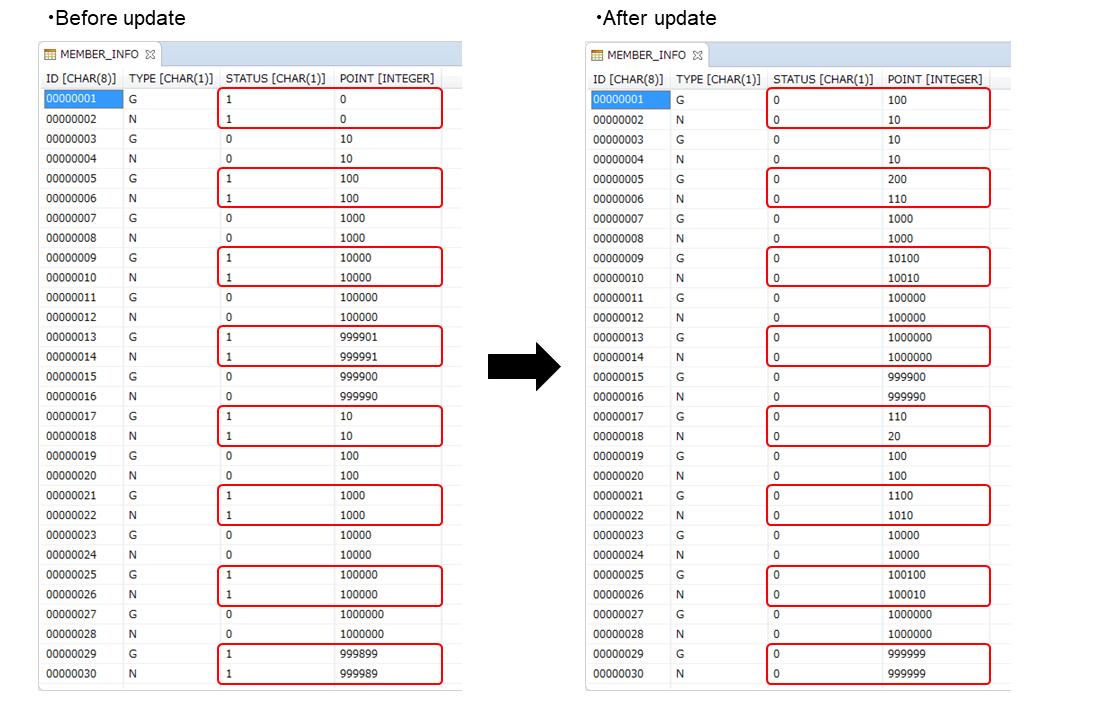 ・Before update
MEMBER_INFO
ID [CHAR(8)] TYPE [CHAR(1)] STATUS [CHAR(1)] POINT [INTEGER]
00000001 G 1 0
00000002 N 1 0
00000003 G 0 10
00000004 N 0 10
00000005 G 1 100
00000006 N 1 100
00000007 G 0 1000
00000008 N 0 1000
00000009 G 1 10000
00000010 N 1 10000
00000011 G 0 100000
00000012 N 0 100000
00000013 G 1 999901
00000014 N 1 999991
00000015 G 0 999900
00000016 N 0 999990
00000017 G 1 10
00000018 N 1 10
00000019 G 0 100
00000020 N 0 100
00000021 G 1 1000
00000022 N 1 1000
00000023 G 0 10000
00000024 N 0 10000
00000025 G 1 100000
00000026 N 1 100000
00000027 G 0 1000000
00000028 N 0 1000000
00000029 G 1 999899
00000030 N 1 999989
・After update
MEMBER_INFO
ID [CHAR(8)] TYPE [CHAR(1)] STATUS [CHAR(1)] POINT [INTEGER]
00000001 G 0 100
00000002 N 0 10
00000003 G 0 10
00000004 N 0 10
00000005 G 0 200
00000006 N 0 110
00000007 G 0 1000
00000008 N 0 1000
00000009 G 0 10100
00000010 N 0 10010
00000011 G 0 100000
00000012 N 0 100000
00000013 G 0 1000000
00000014 N 0 1000000
00000015 G 0 999900
00000016 N 0 999990
00000017 G 0 110
00000018 N 0 20
00000019 G 0 100
00000020 N 0 100
00000021 G 0 1100
00000022 N 0 1010
00000023 G 0 10000
00000024 N 0 10000
00000025 G 0 100100
00000026 N 0 100010
00000027 G 0 1000000
00000028 N 0 1000000
00000029 G 0 999999
00000030 N 0 999999